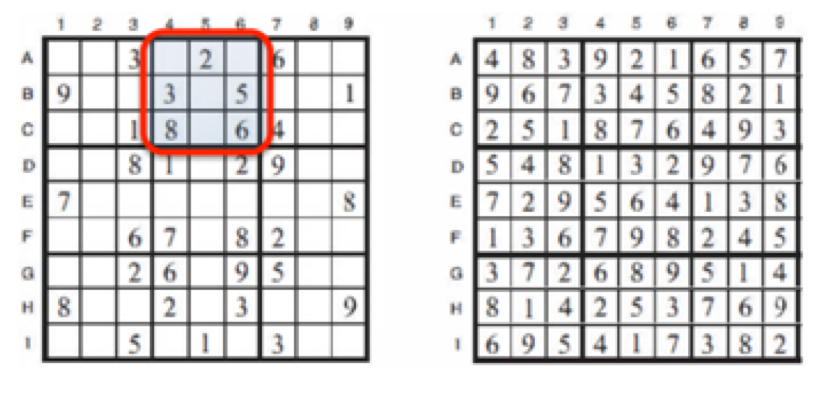 1 2 3 4 5 6 7 8 9
A 3 2 6
B 9 3 5 1
C 1 8 6 4
D 8 1 2 9
E 7 8
F 6 7 8 2
G 2 6 9 5
H 8 2 3 9
I 5 1 3
1 2 3 4 5 6 7 8 9
A 4 8 3 9 2 1 6 5 7
B 9 6 7 3 4 5 8 2 1
C 2 5 1 8 7 6 4 9 3
D 5 4 8 1 3 2 9 7 6
E 7 2 9 5 6 4 1 3 8
F 1 3 6 7 9 8 2 4 5
G 3 7 2 6 8 9 5 1 4
H 8 1 4 2 5 3 7 6 9
I 6 9 5 4 1 7 3 8 2